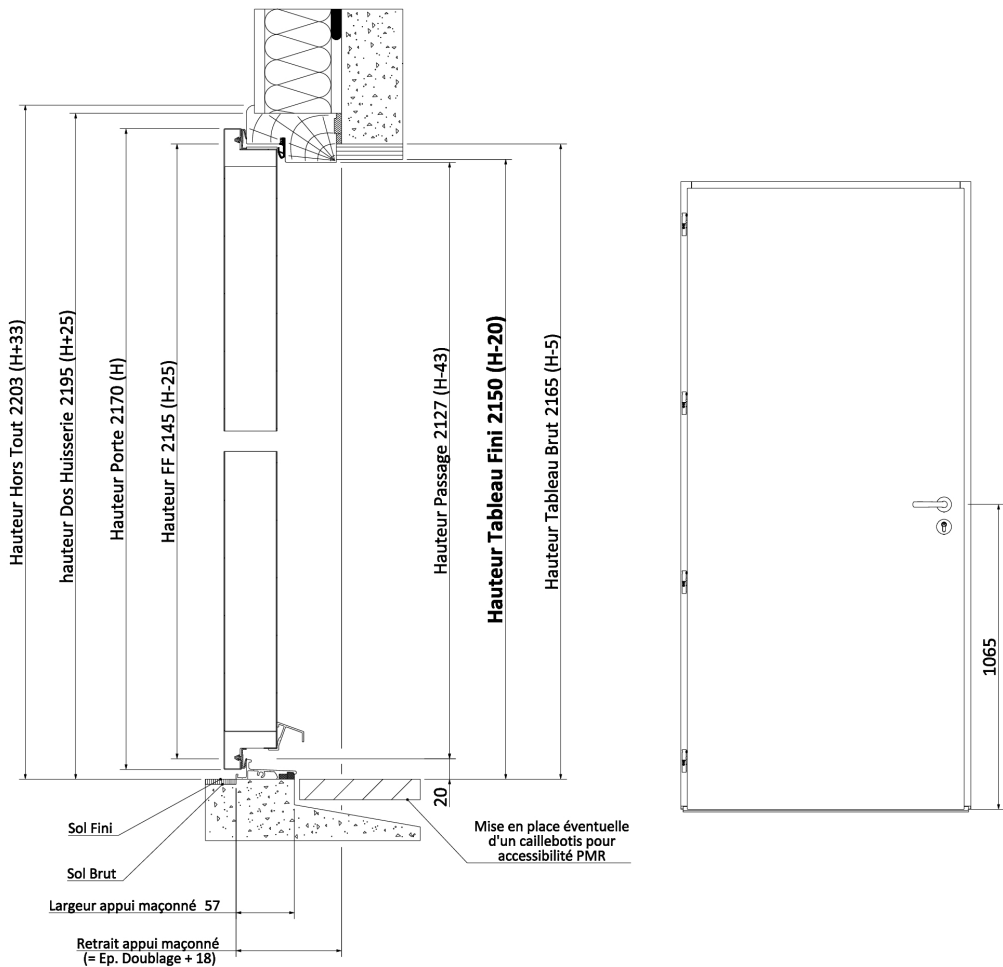 Hauteur Hors Tout 2203 (H+33)
hauteur Dos Huisserie 2195 (H+25)
Hauteur Porte 2170 (H)
Hauteur FF 2145 (H-25)
Hauteur Passage 2127 (H-43)
Hauteur Tableau Fini 2150 (H-20)
Hauteur Tableau Brut 2165 (H-5)
1065
20
Sol Fini
Sol Brut
Mise en place éventuelle
d'un caillebotis pour
accessibilité PMR
Largeur appui maçonné 57
Retrait appui maçonné
(= Ep. Doublage + 18)